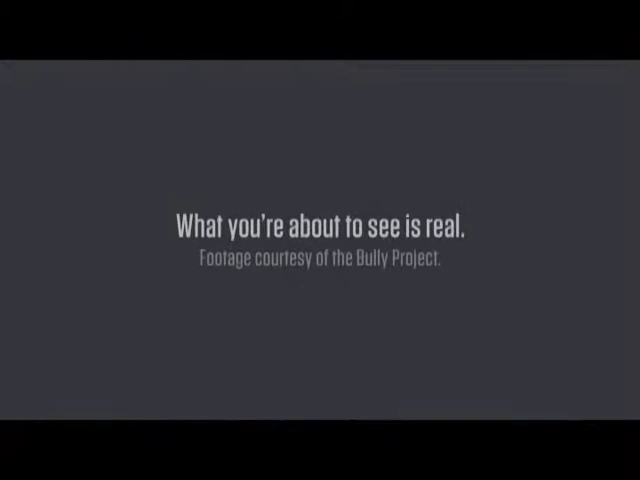 What you're about to see is real.
Footage courtesy of the Bully Project.